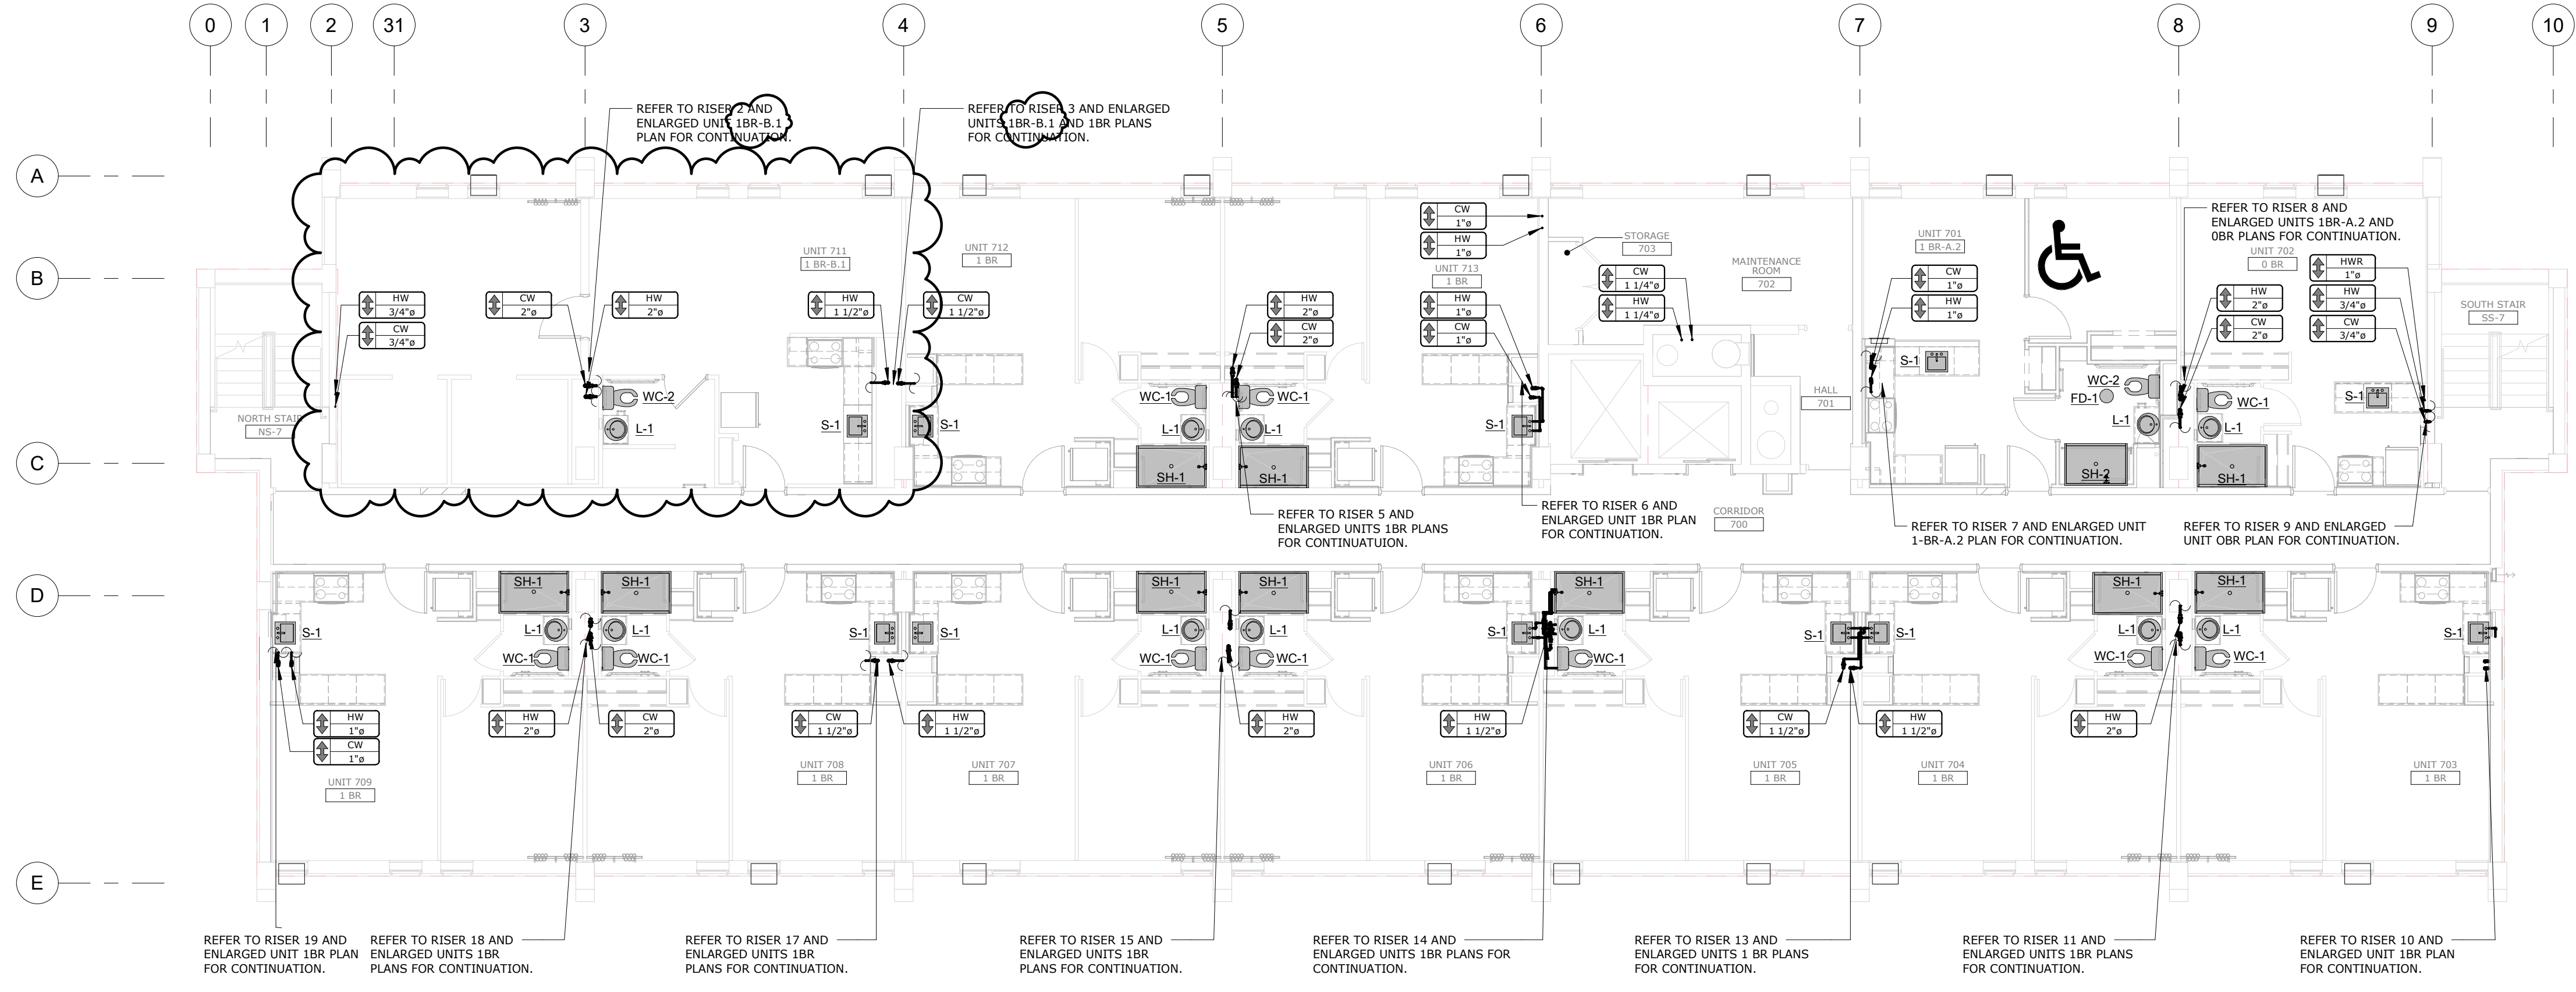 0
1
2
31
3
4
5
6
7
8
9
10
A
B
C
D
E
REFER TO RISER 2 AND
ENLARGED UNIT 1BR-B.1
PLAN FOR CONTINUATION.
REFER TO RISER 3 AND ENLARGED
UNITS 1BR-B.1 AND 1BR PLANS
FOR CONTINUATION.
REFER TO RISER 8 AND
ENLARGED UNITS 1BR-A.2 AND
0BR PLANS FOR CONTINUATION.
UNIT 711
1 BR-B.1
UNIT 712
1 BR
CW
1"ø
HW
1"ø
UNIT 713
1 BR
STORAGE
703
MAINTENANCE
ROOM
702
UNIT 701
1 BR-A.2
UNIT 702
0 BR
HWR
1"ø
HW
3/4"ø
CW
3/4"ø
SOUTH STAIR
SS-7
HW
3/4"ø
CW
3/4"ø
CW
2"ø
HW
2"ø
HW
1 1/2"ø
CW
1 1/2"ø
HW
2"ø
CW
2"ø
HW
1"ø
CW
1"ø
CW
1 1/4"ø
HW
1 1/4"ø
CW
1"ø
HW
1"ø
HW
2"ø
CW
2"ø
NORTH STAIR
NS-7
WC-2
L-1
S-1
S-1
WC-1
WC-1
L-1
L-1
SH-1
SH-1
S-1
HALL
701
S-1
WC-2
FD-1
L-1
SH-2
WC-1
L-1
SH-1
S-1
REFER TO RISER 5 AND
ENLARGED UNITS 1BR PLANS
FOR CONTINUATUION.
REFER TO RISER 6 AND
ENLARGED UNIT 1BR PLAN
FOR CONTINUATION.
CORRIDOR
700
REFER TO RISER 7 AND ENLARGED UNIT
1-BR-A.2 PLAN FOR CONTINUATION.
REFER TO RISER 9 AND ENLARGED
UNIT OBR PLAN FOR CONTINUATION.
SH-1
SH-1
SH-1
SH-1
SH-1
SH-1
SH-1
S-1
L-1
L-1
S-1
S-1
L-1
L-1
S-1
L-1
S-1
S-1
L-1
L-1
S-1
WC-1
WC-1
WC-1
WC-1
WC-1
WC-1
WC-1
HW
1"ø
CW
1"ø
HW
2"ø
CW
2"ø
CW
1 1/2"ø
HW
1 1/2"ø
HW
2"ø
HW
1 1/2"ø
CW
1 1/2"ø
HW
1 1/2"ø
HW
2"ø
UNIT 709
1 BR
UNIT 708
1 BR
UNIT 707
1 BR
UNIT 706
1 BR
UNIT 705
1 BR
UNIT 704
1 BR
UNIT 703
1 BR
REFER TO RISER 19 AND
ENLARGED UNIT 1BR PLAN
FOR CONTINUATION.
REFER TO RISER 18 AND
ENLARGED UNITS 1BR
PLANS FOR CONTINUATION.
REFER TO RISER 17 AND
ENLARGED UNITS 1BR
PLANS FOR CONTINUATION.
REFER TO RISER 15 AND
ENLARGED UNITS 1BR
PLANS FOR CONTINUATION.
REFER TO RISER 14 AND
ENLARGED UNITS 1BR PLANS FOR
CONTINUATION.
REFER TO RISER 13 AND
ENLARGED UNITS 1 BR PLANS
FOR CONTINUATION.
REFER TO RISER 11 AND
ENLARGED UNITS 1BR PLANS
FOR CONTINUATION.
REFER TO RISER 10 AND
ENLARGED UNIT 1BR PLAN
FOR CONTINUATION.